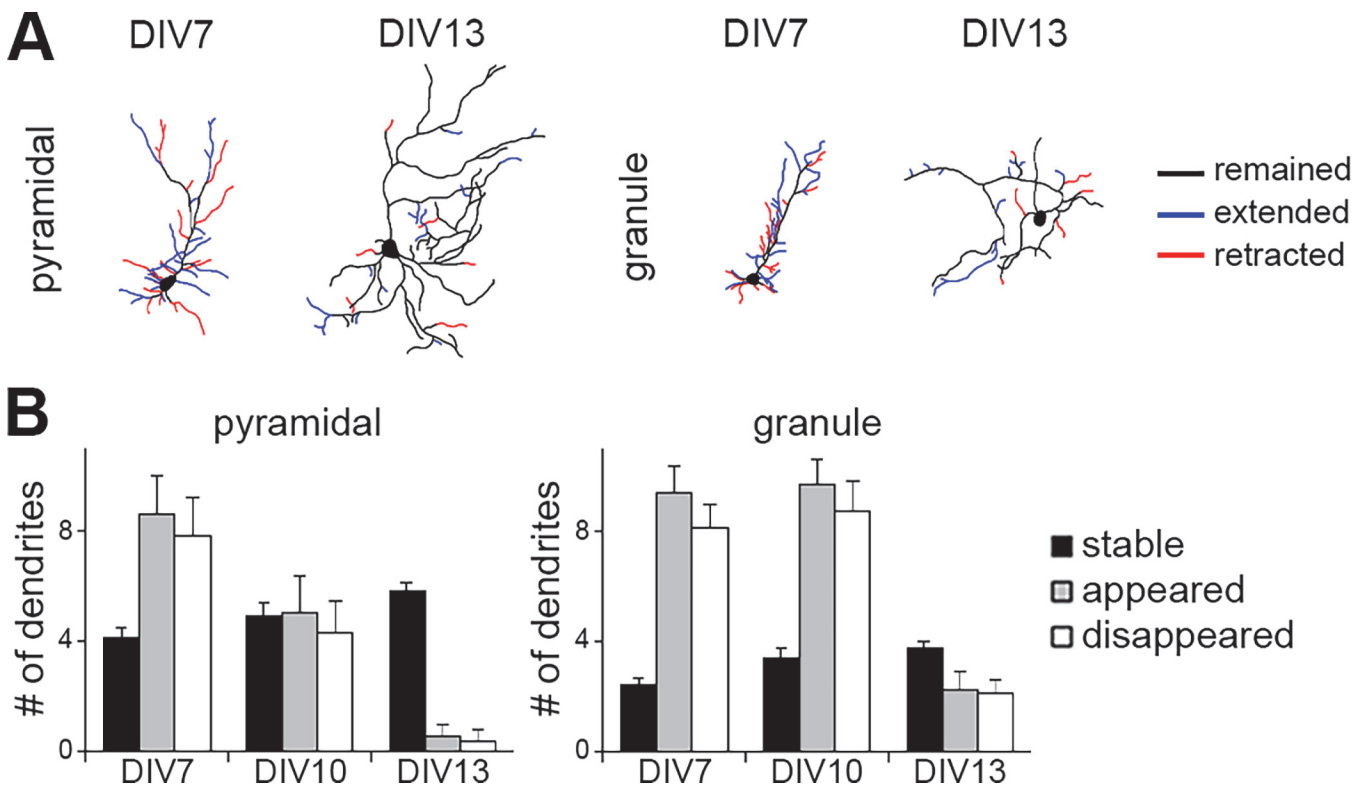 A
DIV7
DIV13
DIV7
DIV13
pyramidal
granule
remained
extended
retracted
B
pyramidal
granule
# of dendrites
8
4
0
DIV7
DIV10
DIV13
# of dendrites
8
4
0
DIV7
DIV10
DIV13
stable
appeared
disappeared